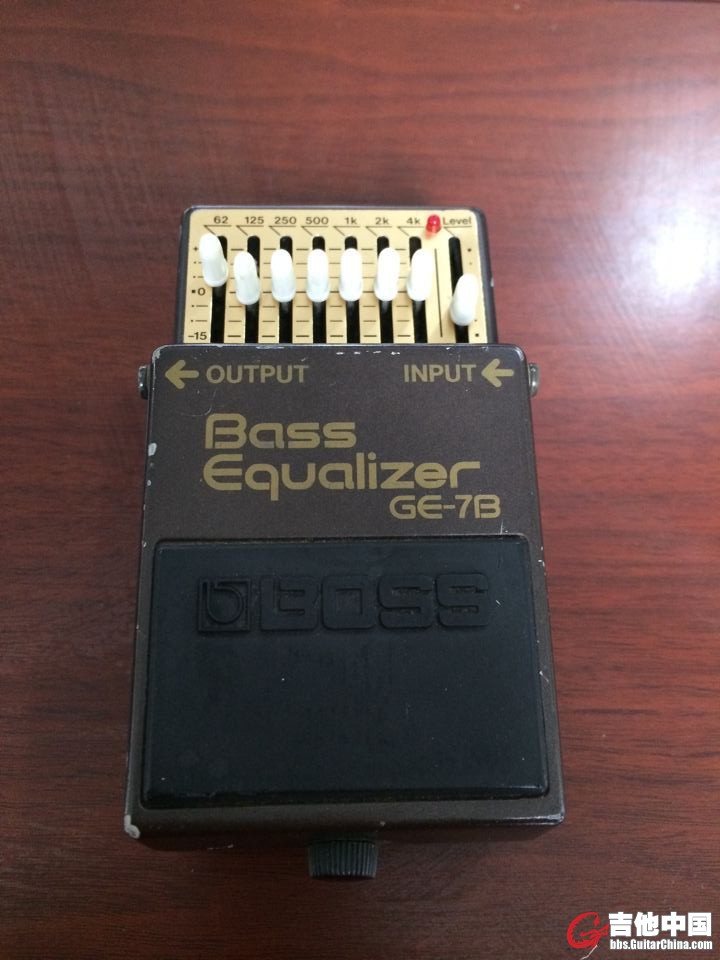 62 125 250 500 1k 2k 4k Level
+
0
-15
OUTPUT INPUT
Bass
Equalizer
GE-7B
BOSS
吉他中国
bbs.GuitarChina.com